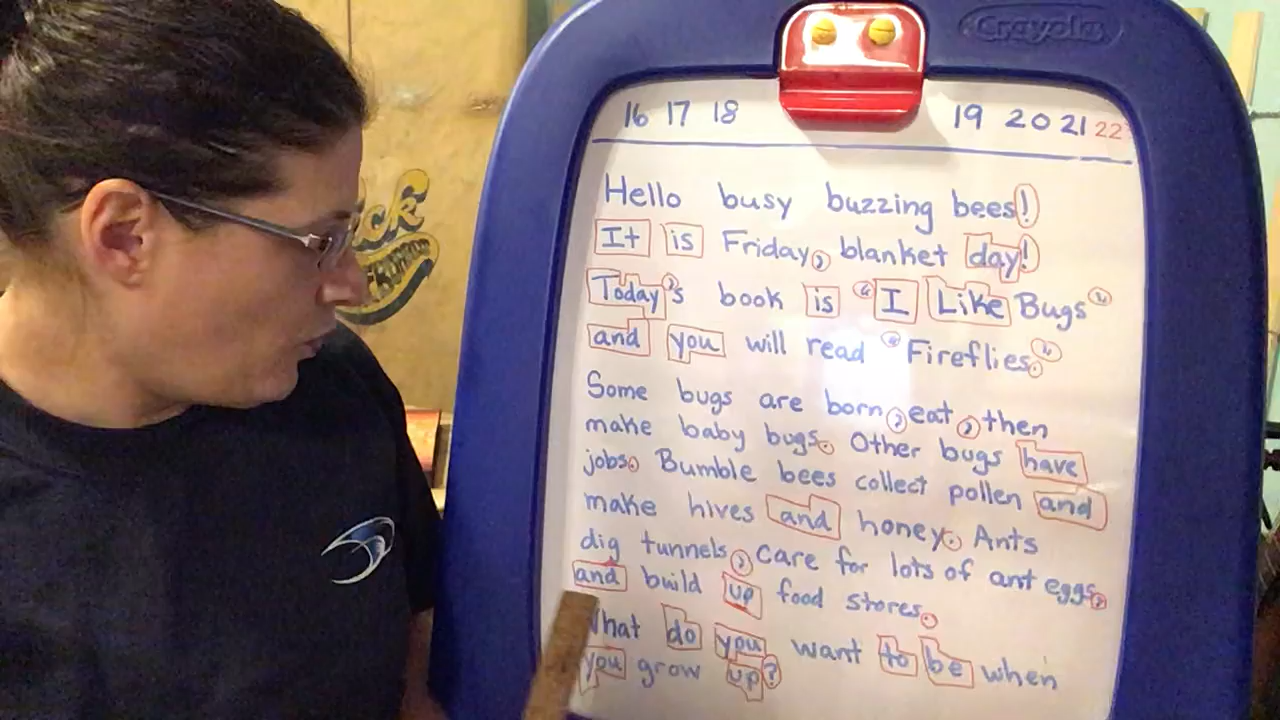 Crayola
16 17 18 19 20 21 22
Hello busy buzzing bees!
It is Friday, blanket day!
Today's book is "I Like Bugs"
and you will read "Fireflies."
Some bugs are born, eat, then
make baby bugs. Other bugs have
jobs. Bumble bees collect pollen and
make hives and honey. Ants
dig tunnels, care for lots of ant eggs,
and build up food stores.
What do you want to be when
you grow up?